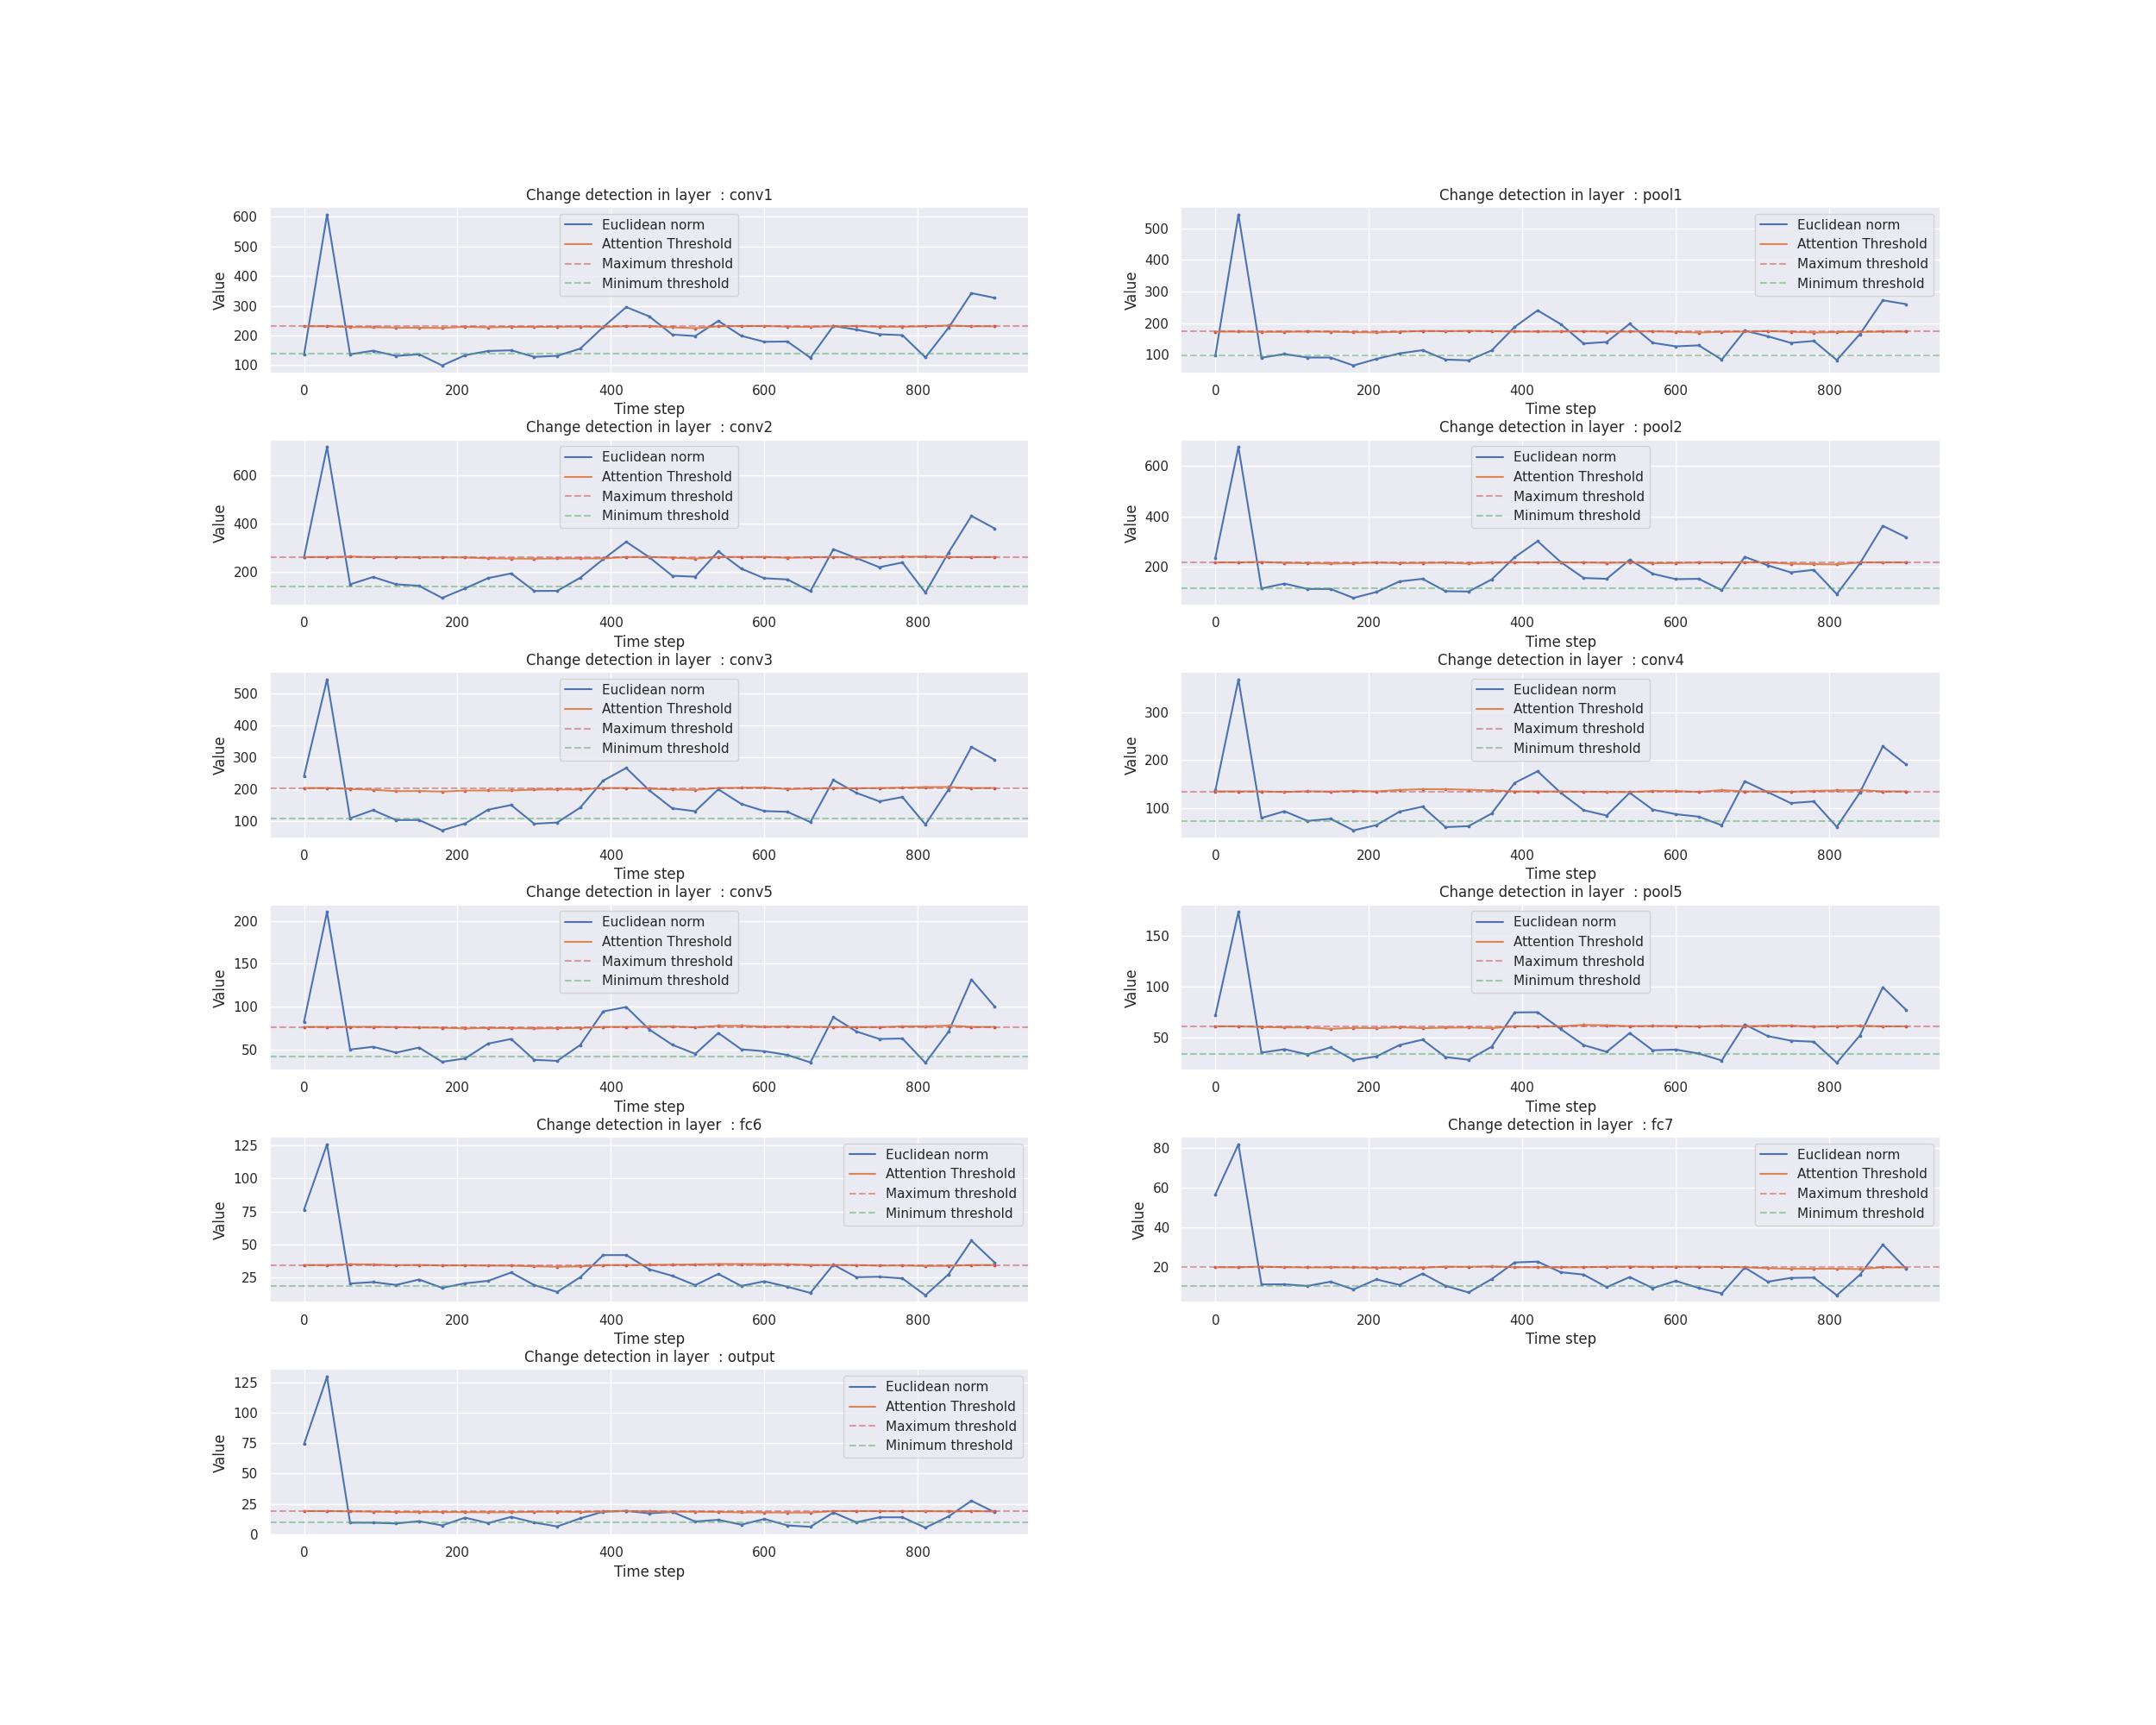 Change detection in layer  : conv1
600
500
400
300
200
100
Value
Euclidean norm
Attention Threshold
Maximum threshold
Minimum threshold
0 200 400 600 800
Time step
Change detection in layer  : pool1
500
400
300
200
100
Value
Euclidean norm
Attention Threshold
Maximum threshold
Minimum threshold
0 200 400 600 800
Time step
Change detection in layer  : conv2
600
400
200
Value
Euclidean norm
Attention Threshold
Maximum threshold
Minimum threshold
0 200 400 600 800
Time step
Change detection in layer  : pool2
600
400
200
Value
Euclidean norm
Attention Threshold
Maximum threshold
Minimum threshold
0 200 400 600 800
Time step
Change detection in layer  : conv3
500
400
300
200
100
Value
Euclidean norm
Attention Threshold
Maximum threshold
Minimum threshold
0 200 400 600 800
Time step
Change detection in layer  : conv4
300
200
100
Value
Euclidean norm
Attention Threshold
Maximum threshold
Minimum threshold
0 200 400 600 800
Time step
Change detection in layer  : conv5
200
150
100
50
Value
Euclidean norm
Attention Threshold
Maximum threshold
Minimum threshold
0 200 400 600 800
Time step
Change detection in layer  : pool5
150
100
50
Value
Euclidean norm
Attention Threshold
Maximum threshold
Minimum threshold
0 200 400 600 800
Time step
Change detection in layer  : fc6
125
100
75
50
25
Value
Euclidean norm
Attention Threshold
Maximum threshold
Minimum threshold
0 200 400 600 800
Time step
Change detection in layer  : fc7
80
60
40
20
Value
Euclidean norm
Attention Threshold
Maximum threshold
Minimum threshold
0 200 400 600 800
Time step
Change detection in layer  : output
125
100
75
50
25
0
Value
Euclidean norm
Attention Threshold
Maximum threshold
Minimum threshold
0 200 400 600 800
Time step